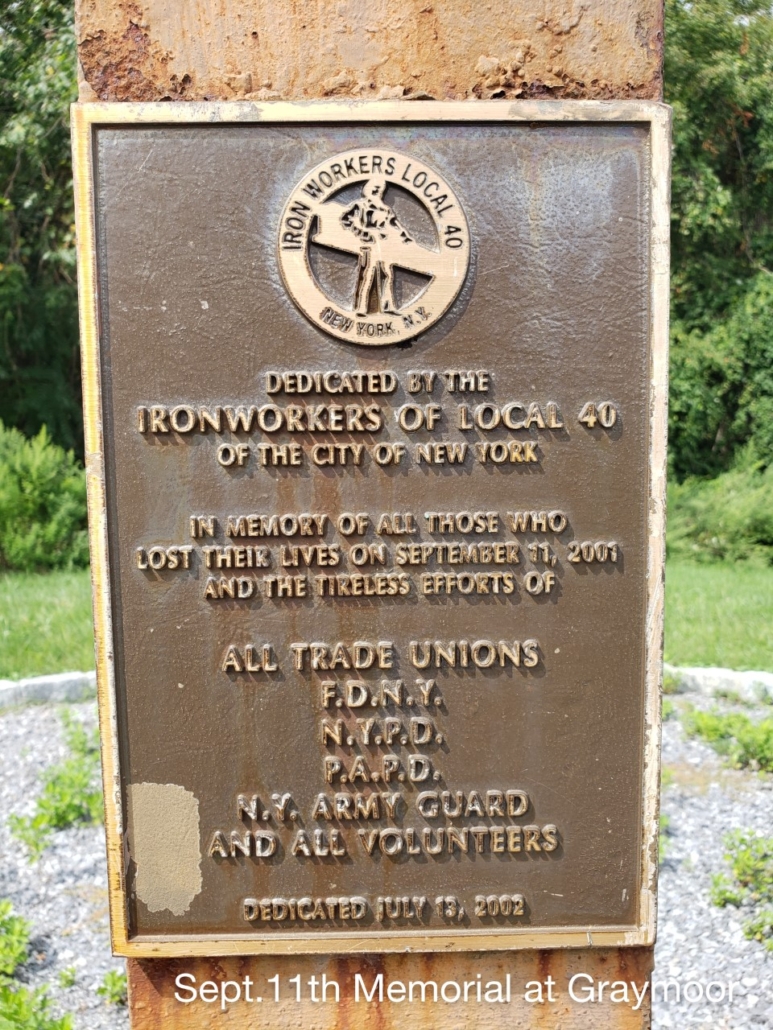 IRON WORKERS LOCAL 40
NEW YORK, N.Y.
DEDICATED BY THE
IRONWORKERS OF LOCAL 40
OF THE CITY OF NEW YORK
IN MEMORY OF ALL THOSE WHO
LOST THEIR LIVES ON SEPTEMBER 11, 2001
AND THE TIRELESS EFFORTS OF
ALL TRADE UNIONS
F.D.N.Y.
N.Y.P.D.
P.A.P.D.
N.Y. ARMY GUARD
AND ALL VOLUNTEERS
DEDICATED JULY 13, 2002
Sept.11th Memorial at Graymoor